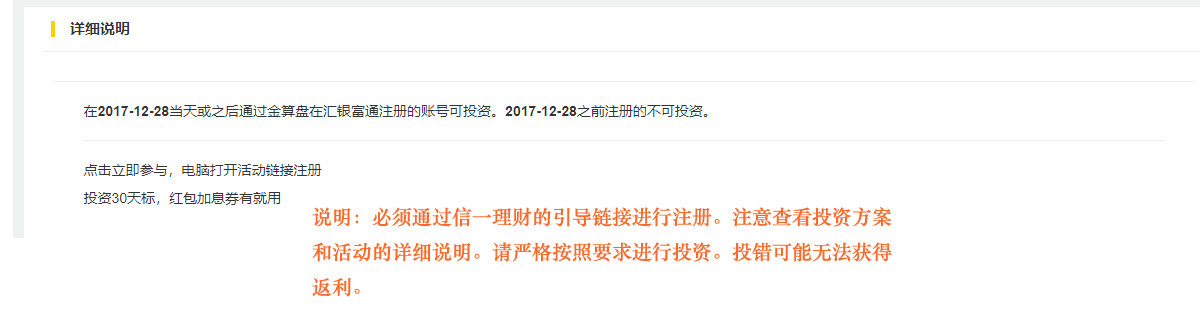 详细说明
在2017-12-28当天或之后通过金算盘在汇银富通注册的账号可投资。2017-12-28之前注册的不可投资。
点击立即参与，电脑打开活动链接注册
投资30天标，红包加息券有就用
说明：必须通过信一理财的引导链接进行注册。注意查看投资方案
和活动的详细说明。请严格按照要求进行投资。投错可能无法获得
返利。